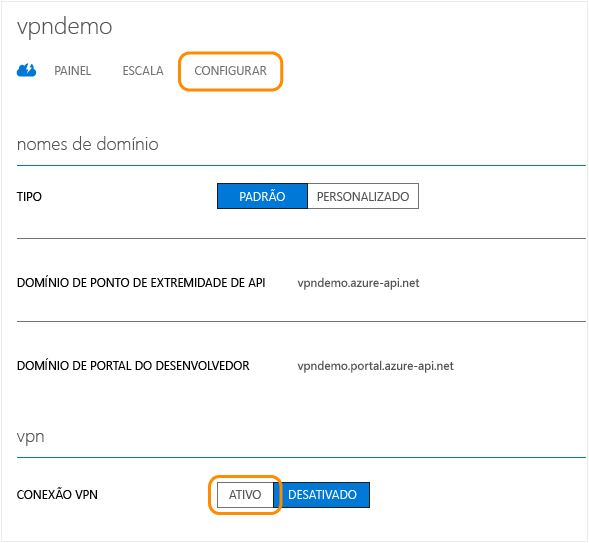 vpndemo
PAINEL ESCALA CONFIGURAR
nomes de domínio
TIPO PADRÃO PERSONALIZADO
DOMÍNIO DE PONTO DE EXTREMIDADE DE API vpndemo.azure-api.net
DOMÍNIO DE PORTAL DO DESENVOLVEDOR vpndemo.portal.azure-api.net
vpn
CONEXÃO VPN ATIVO DESATIVADO